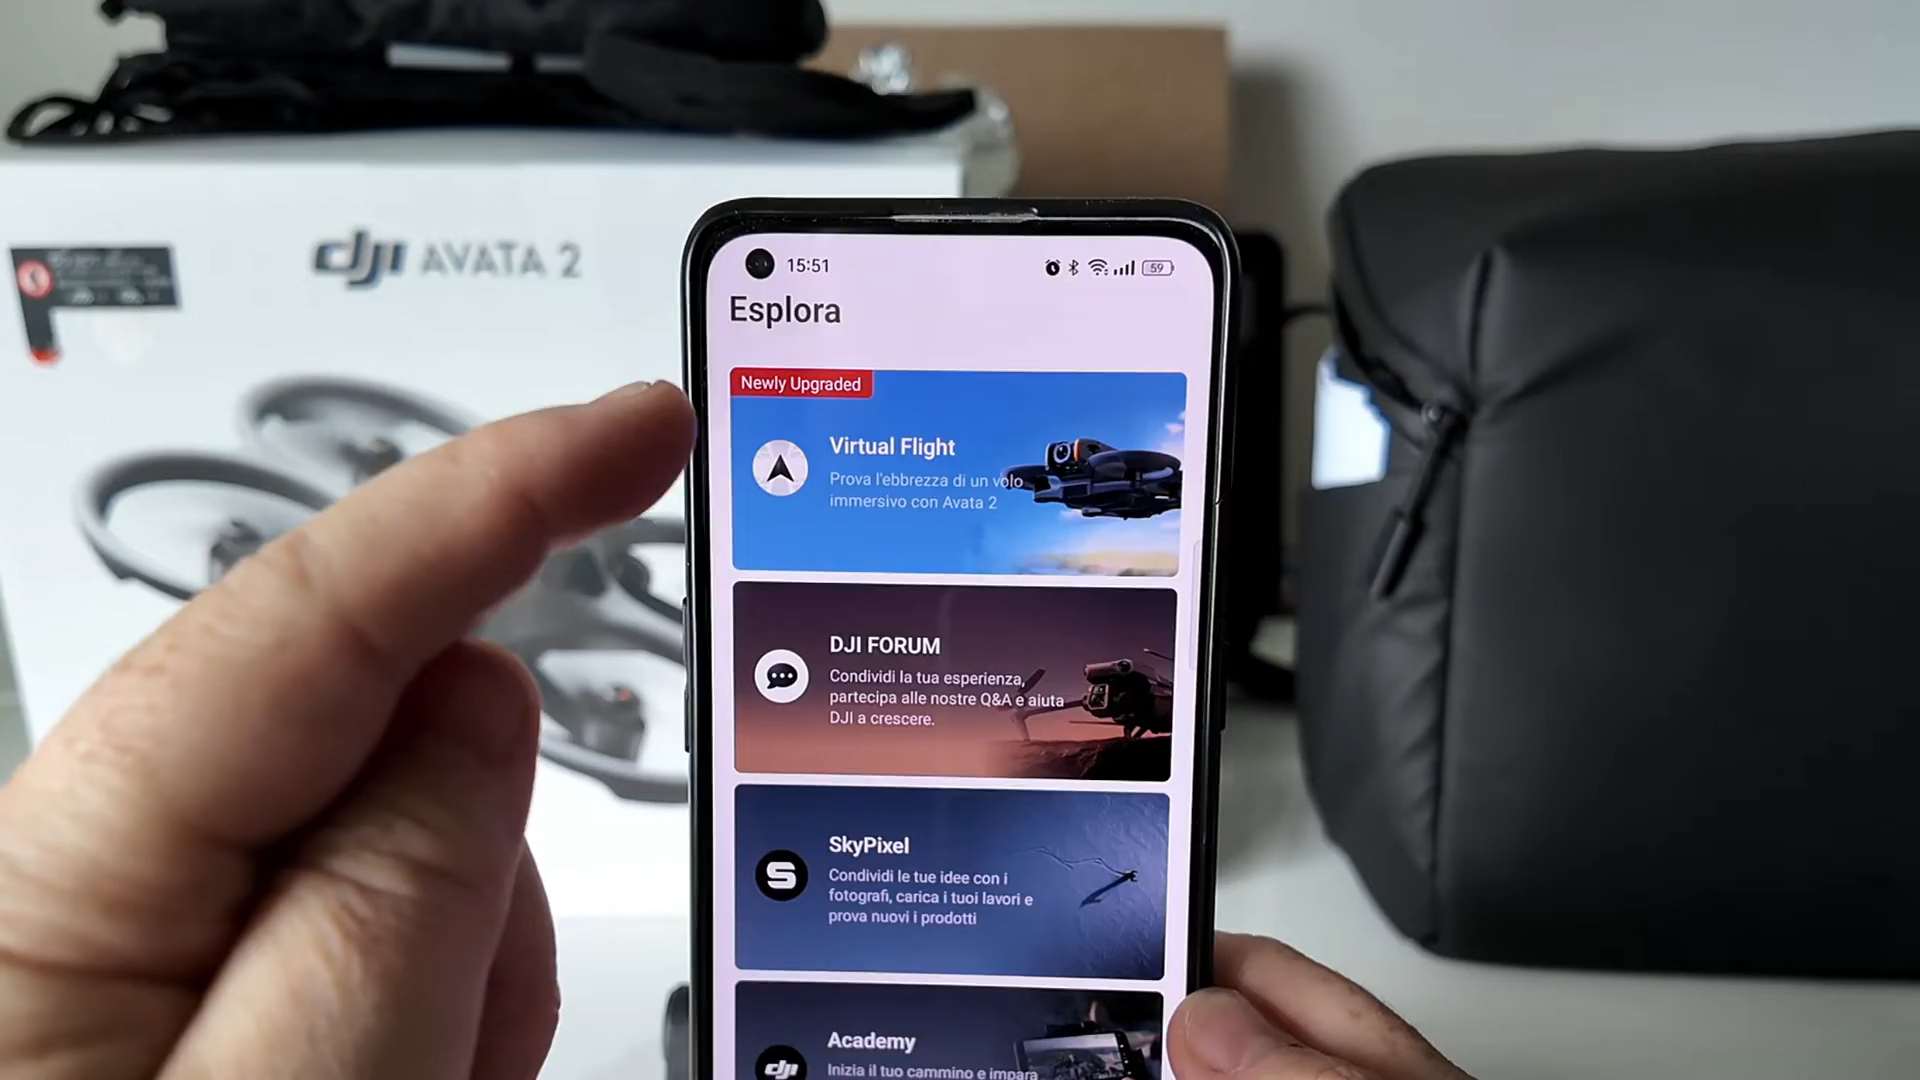 dji AVATA 2
15:51
59
Esplora
Newly Upgraded
Virtual Flight
Prova l'ebbrezza di un volo
immersivo con Avata 2
DJI FORUM
Condividi la tua esperienza,
partecipa alle nostre Q&A e aiuta
DJI a crescere.
S
SkyPixel
Condividi le tue idee con i
fotografi, carica i tuoi lavori e
prova nuovi i prodotti
dji
Academy
Inizia il tuo cammino e impara